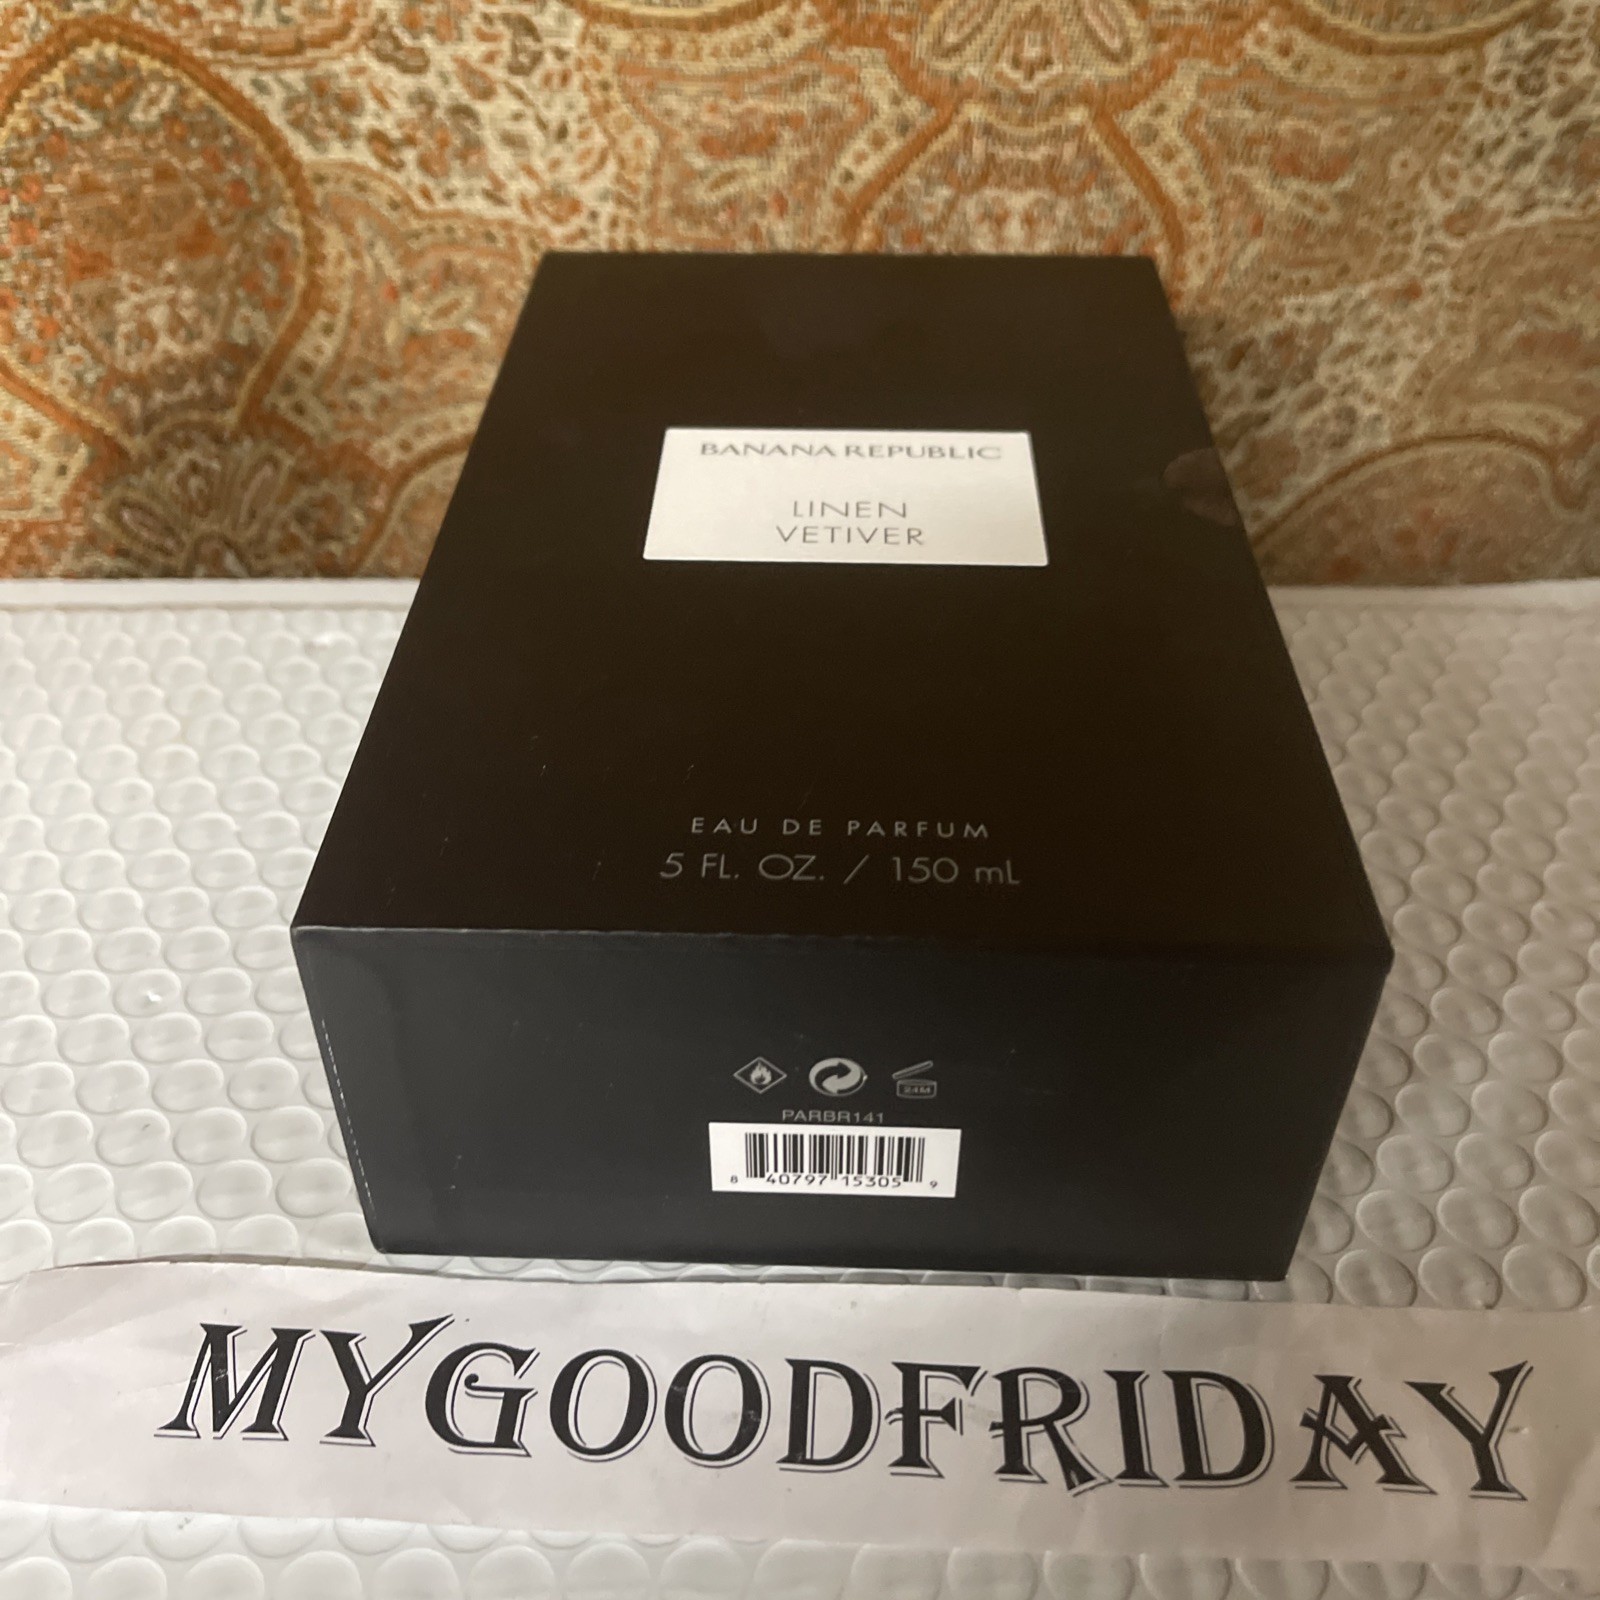 BANANA REPUBLIC
LINEN
VETIVER
EAU DE PARFUM
5 FL. OZ. / 150 mL
24M
PARBR141
8 40797 15305 9
MYGOODFRIDAY